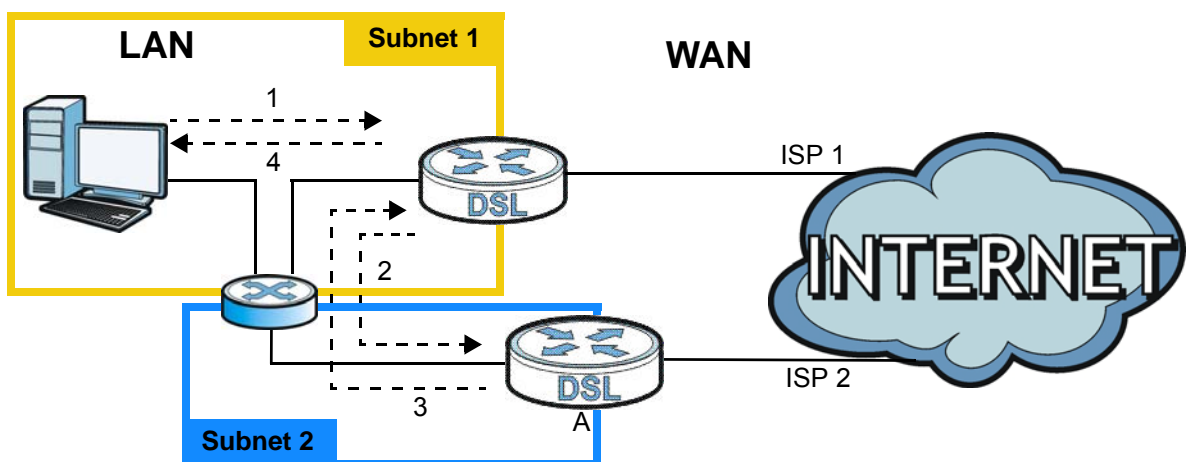 LAN
Subnet 1
WAN
1
4
DSL
ISP 1
INTERNET
2
3
DSL
A
ISP 2
Subnet 2